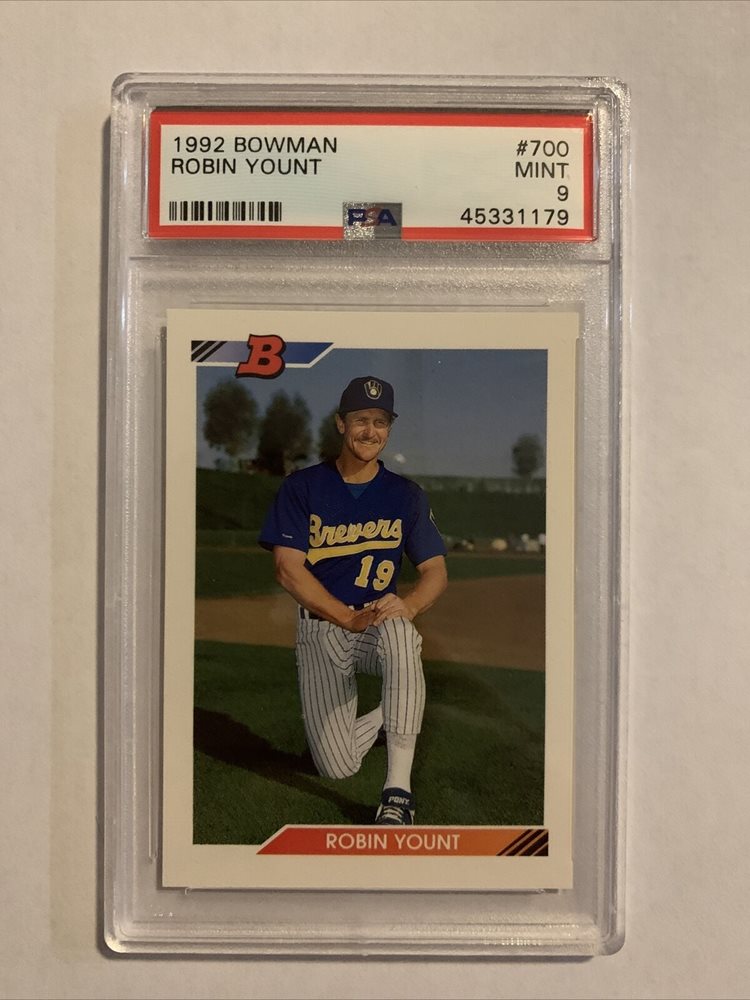 1992 BOWMAN #700
ROBIN YOUNT MINT
9
PSA 45331179
B
Brewers
19
PONY
ROBIN YOUNT